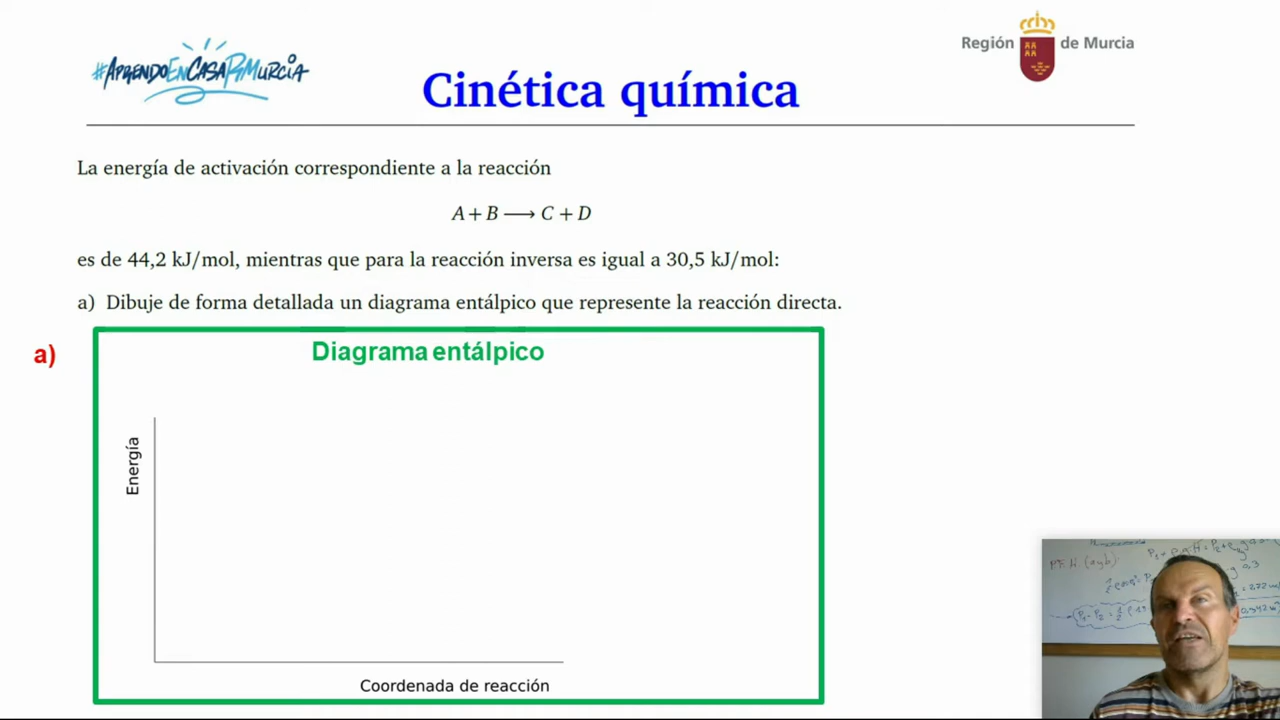 #APRENDOENCASARMURCIA
Región de Murcia
Cinética química
La energía de activación correspondiente a la reacción
A + B ⟶ C + D
es de 44,2 kJ/mol, mientras que para la reacción inversa es igual a 30,5 kJ/mol:
a) Dibuje de forma detallada un diagrama entálpico que represente la reacción directa.
a)
Diagrama entálpico
Energía
Coordenada de reacción